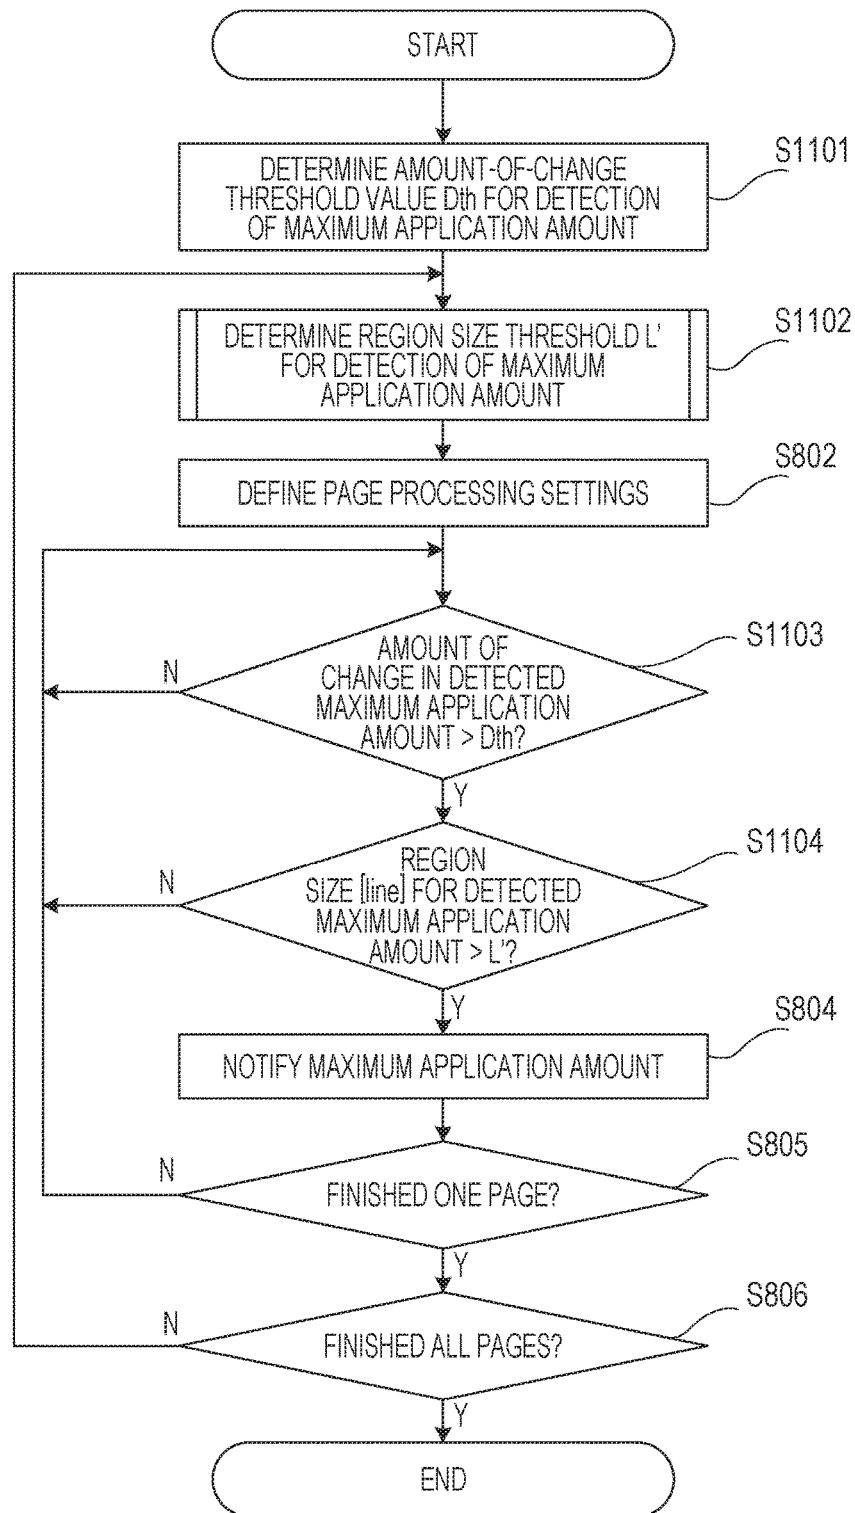 START
S1101
DETERMINE AMOUNT-OF-CHANGE
THRESHOLD VALUE Dth FOR DETECTION
OF MAXIMUM APPLICATION AMOUNT
S1102
DETERMINE REGION SIZE THRESHOLD L'
FOR DETECTION OF MAXIMUM
APPLICATION AMOUNT
S802
DEFINE PAGE PROCESSING SETTINGS
S1103
AMOUNT OF
CHANGE IN DETECTED
MAXIMUM APPLICATION
AMOUNT > Dth?
N
Y
S1104
REGION
SIZE [line] FOR DETECTED
MAXIMUM APPLICATION
AMOUNT > L'?
N
Y
S804
NOTIFY MAXIMUM APPLICATION AMOUNT
S805
N
FINISHED ONE PAGE?
Y
S806
N
FINISHED ALL PAGES?
Y
END